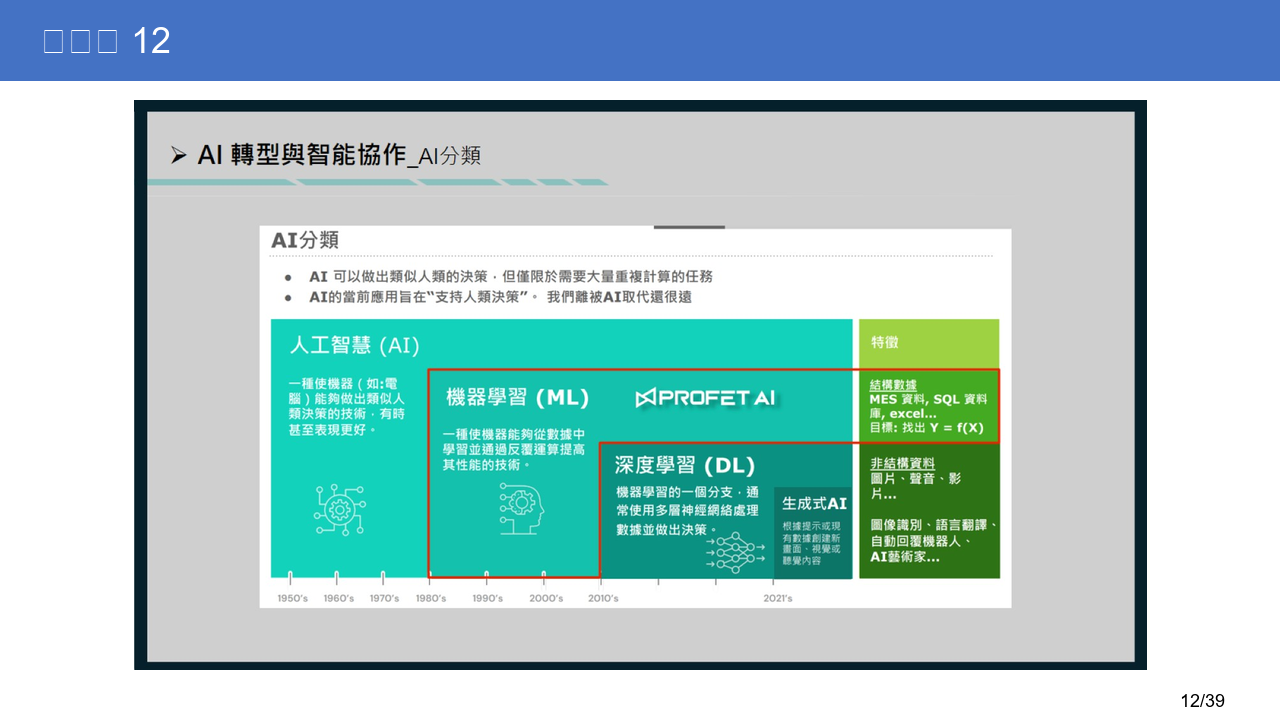 12
➢ AI 轉型與智能協作_AI分類
AI分類
● AI 可以做出類似人類的決策，但僅限於需要大量重複計算的任務
● AI的當前應用旨在“支持人類決策”。 我們離被AI取代還很遠
人工智慧 (AI)
一種使機器（如:電
腦）能夠做出類似人
類決策的技術，有時
甚至表現更好。
機器學習 (ML)
PROFET AI
一種使機器能夠從數據中
學習並通過反覆運算提高
其性能的技術。
深度學習 (DL)
機器學習的一個分支，通
常使用多層神經網絡處理
數據並做出決策。
生成式AI
根據提示或現
有數據創建新
畫面、視覺或
聽覺內容
特徵
結構數據
MES 資料, SQL 資料
庫, excel...
目標: 找出 Y = f(X)
非結構資料
圖片、聲音、影
片...
圖像識別、語言翻譯、
自動回覆機器人、
AI藝術家...
1950's 1960's 1970's 1980's 1990's 2000's 2010's 2021's
12/39